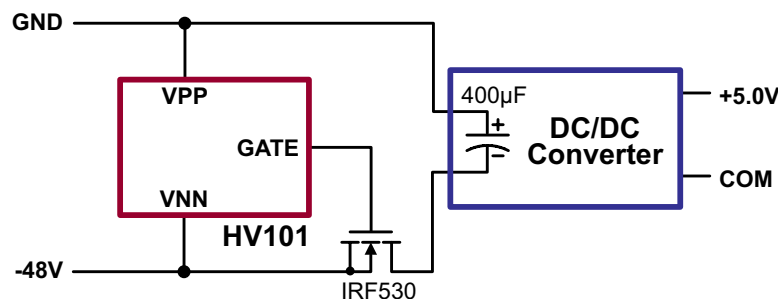 GND
VPP
GATE
VNN
HV101
-48V
IRF530
400µF
+
−
DC/DC
Converter
+5.0V
COM